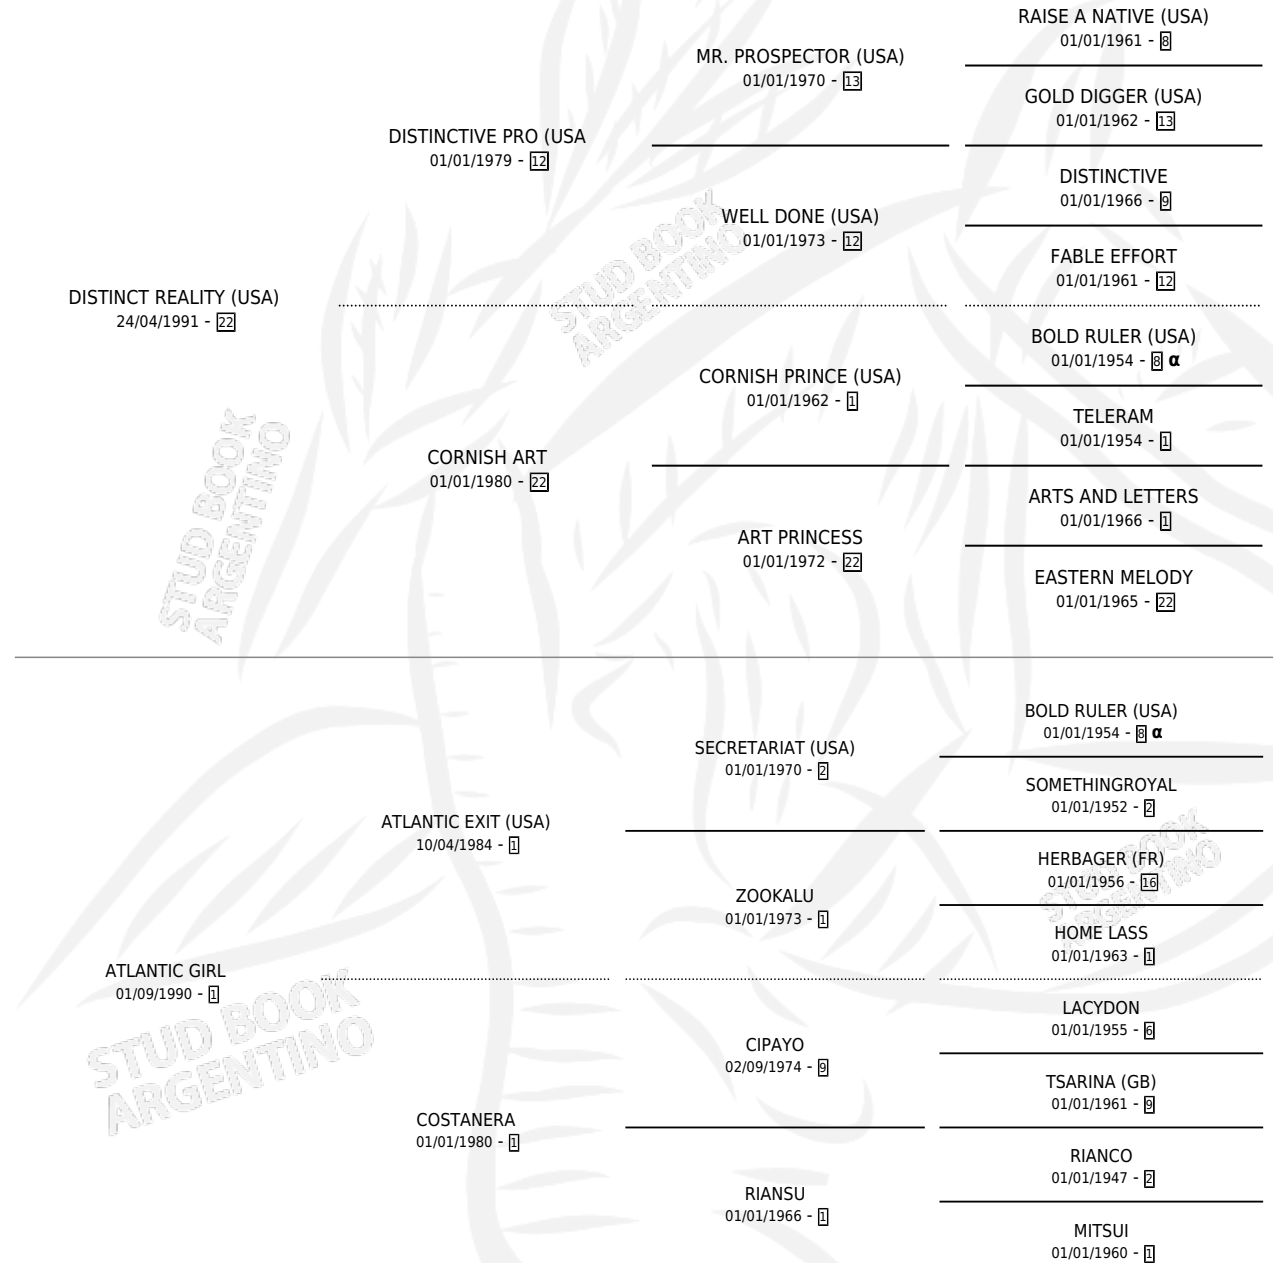 RAISE A NATIVE (USA)
01/01/1961 - 8
MR. PROSPECTOR (USA)
01/01/1970 - 13
GOLD DIGGER (USA)
01/01/1962 - 13
DISTINCTIVE PRO (USA
01/01/1979 - 12
DISTINCTIVE
01/01/1966 - 9
WELL DONE (USA)
01/01/1973 - 12
FABLE EFFORT
01/01/1961 - 12
DISTINCT REALITY (USA)
24/04/1991 - 22
BOLD RULER (USA)
01/01/1954 - 8 α
CORNISH PRINCE (USA)
01/01/1962 - 1
TELERAM
01/01/1954 - 1
CORNISH ART
01/01/1980 - 22
ARTS AND LETTERS
01/01/1966 - 1
ART PRINCESS
01/01/1972 - 22
EASTERN MELODY
01/01/1965 - 22
BOLD RULER (USA)
01/01/1954 - 8 α
SECRETARIAT (USA)
01/01/1970 - 2
SOMETHINGROYAL
01/01/1952 - 2
ATLANTIC EXIT (USA)
10/04/1984 - 1
HERBAGER (FR)
01/01/1956 - 16
ZOOKALU
01/01/1973 - 1
HOME LASS
01/01/1963 - 1
ATLANTIC GIRL
01/09/1990 - 1
LACYDON
01/01/1955 - 6
CIPAYO
02/09/1974 - 9
TSARINA (GB)
01/01/1961 - 9
COSTANERA
01/01/1980 - 1
RIANCO
01/01/1947 - 2
RIANSU
01/01/1966 - 1
MITSUI
01/01/1960 - 1
STUD BOOK
ARGENTINO
STUD BOOK
ARGENTINO
STUD BOOK
ARGENTINO
STUD BOOK
ARGENTINO